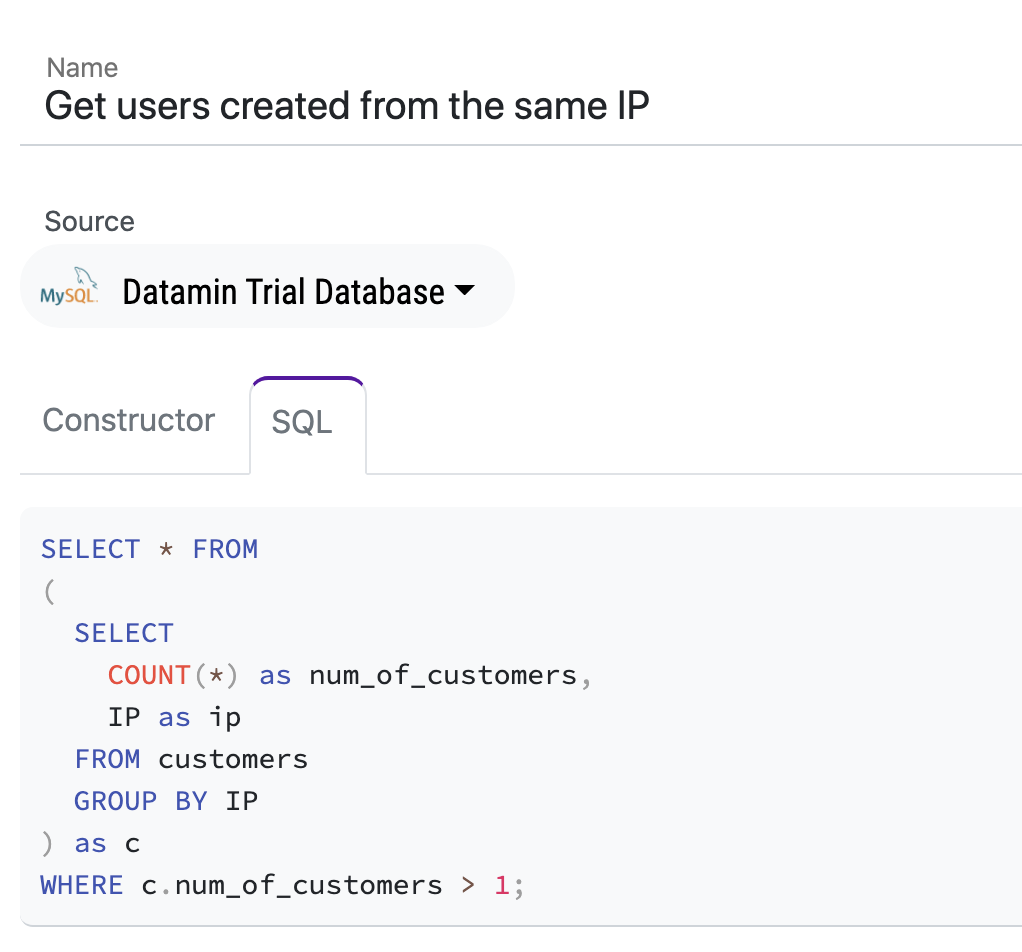 Name
Get users created from the same IP
Source
MySQL. Datamin Trial Database
Constructor SQL
SELECT * FROM
(
  SELECT
    COUNT(*) as num_of_customers,
    IP as ip
  FROM customers
  GROUP BY IP
) as c
WHERE c.num_of_customers > 1;